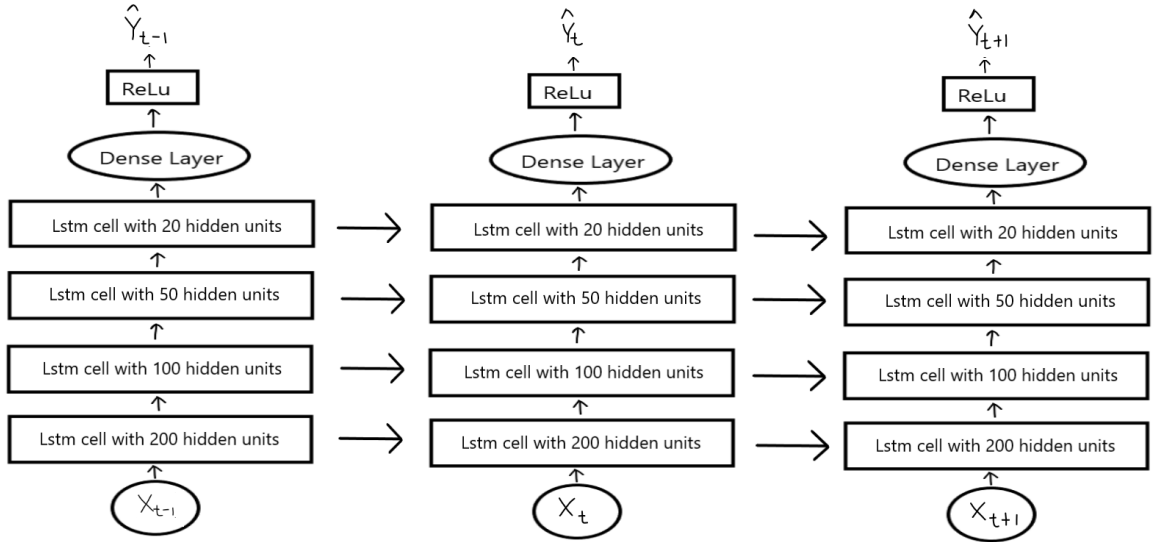 Ŷt-1 Ŷt Ŷt+1
ReLu ReLu ReLu
Dense Layer Dense Layer Dense Layer
Lstm cell with 20 hidden units Lstm cell with 20 hidden units Lstm cell with 20 hidden units
Lstm cell with 50 hidden units Lstm cell with 50 hidden units Lstm cell with 50 hidden units
Lstm cell with 100 hidden units Lstm cell with 100 hidden units Lstm cell with 100 hidden units
Lstm cell with 200 hidden units Lstm cell with 200 hidden units Lstm cell with 200 hidden units
Xt-1 Xt Xt+1